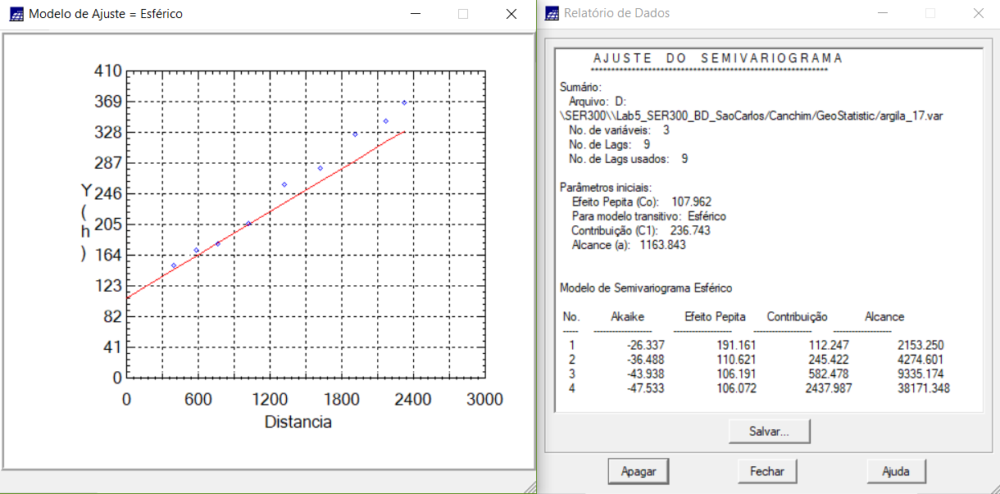 Modelo de Ajuste = Esférico
410
369
328
287
246
205
164
123
82
41
0
Y
(
h
)
0 600 1200 1800 2400 3000
Distancia
Relatório de Dados
A J U S T E   D O   S E M I V A R I O G R A M A
*********************************************************
Sumário:
Arquivo: D:
\SER300\\Lab5_SER300_BD_SaoCarlos/Canchim/GeoStatistic/argila_17.var
No. de variáveis: 3
No. de Lags: 9
No. de Lags usados: 9
Parâmetros iniciais:
Efeito Pepita (Co): 107.962
Para modelo transitivo: Esférico
Contribuição (C1): 236.743
Alcance (a): 1163.843
Modelo de Semivariograma Esférico
No. Akaike Efeito Pepita Contribuição Alcance
----- ------------------- ------------------- ------------------- -------------------
1 -26.337 191.161 112.247 2153.250
2 -36.488 110.621 245.422 4274.601
3 -43.938 106.191 582.478 9335.174
4 -47.533 106.072 2437.987 38171.348
Salvar...
Apagar Fechar Ajuda